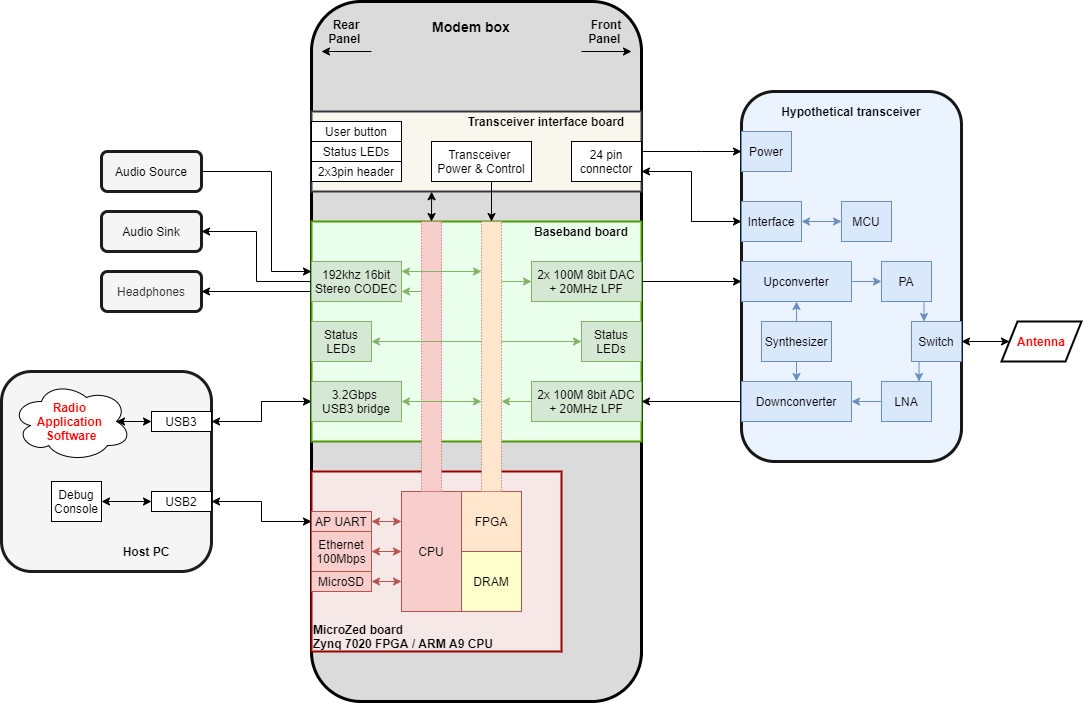 Rear
Panel
Modem box
Front
Panel
Transceiver interface board
User button
Status LEDs
2x3pin header
Transceiver
Power & Control
24 pin
connector
Audio Source
Audio Sink
Headphones
Baseband board
192khz 16bit
Stereo CODEC
2x 100M 8bit DAC
+ 20MHz LPF
Status
LEDs
Status
LEDs
3.2Gbps
USB3 bridge
2x 100M 8bit ADC
+ 20MHz LPF
Hypothetical transceiver
Power
Interface
MCU
Upconverter
PA
Synthesizer
Switch
Downconverter
LNA
Antenna
Radio
Application
Software
USB3
Debug
Console
USB2
Host PC
AP UART
Ethernet
100Mbps
MicroSD
CPU
FPGA
DRAM
MicroZed board
Zynq 7020 FPGA / ARM A9 CPU